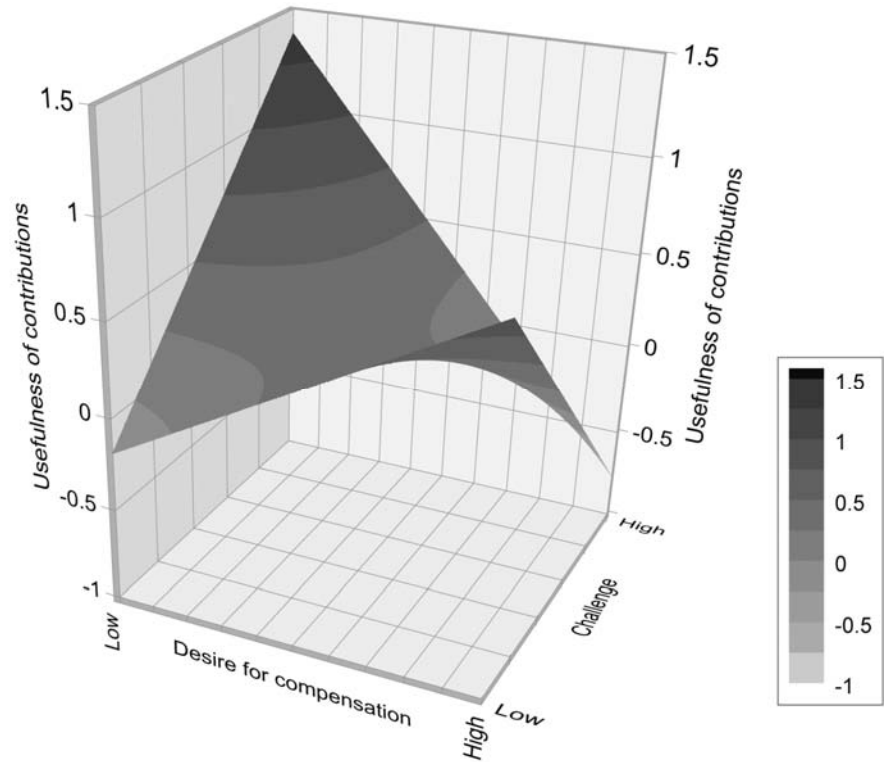 1.5
1
0.5
0
-0.5
-1
Usefulness of contributions
1.5
1
0.5
0
-0.5
Usefulness of contributions
Low
Desire for compensation
High
Low
Challenge
High
1.5
1
0.5
0
-0.5
-1